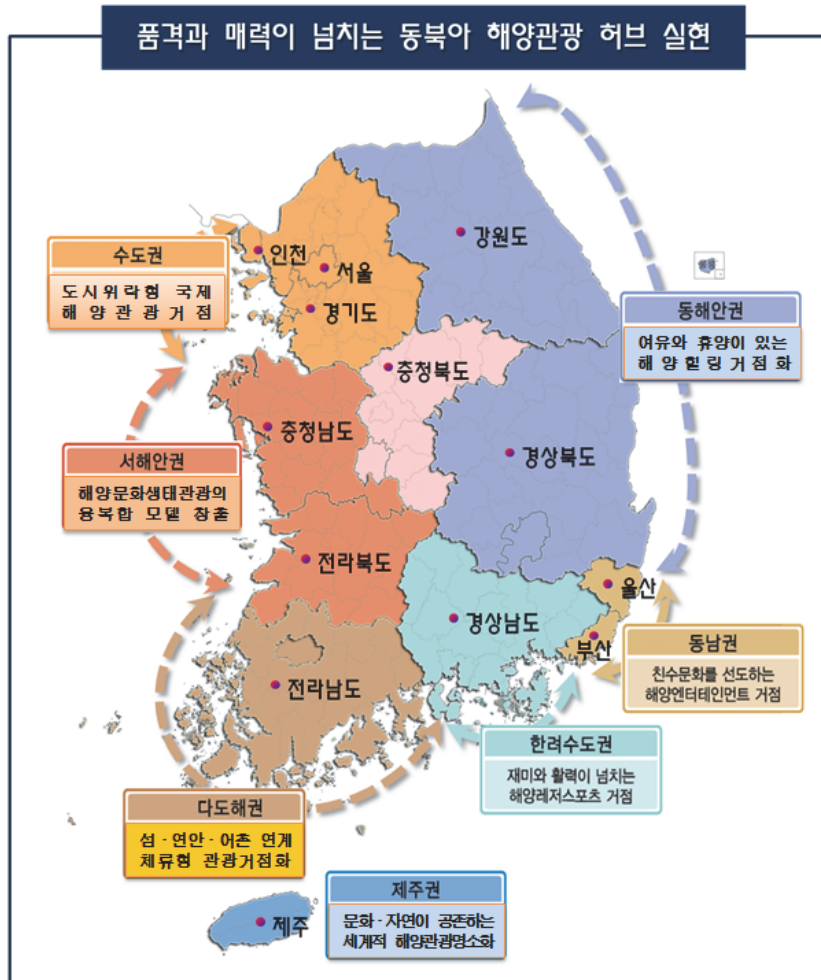 품격과 매력이 넘치는 동북아 해양관광 허브 실현
강원도
인천
서울
수도권
도시위락형 국제
해양관광거점
경기도
동해안권
여유와 휴양이 있는
해양힐링거점화
충청북도
충청남도
서해안권
해양문화생태관광의
융복합 모델 창출
경상북도
전라북도
울산
경상남도
부산
동남권
친수문화를 선도하는
해양엔터테인먼트 거점
전라남도
한려수도권
재미와 활력이 넘치는
해양레저스포츠 거점
다도해권
섬·연안·어촌 연계
체류형 관광거점화
제주권
문화·자연이 공존하는
세계적 해양관광명소화
제주